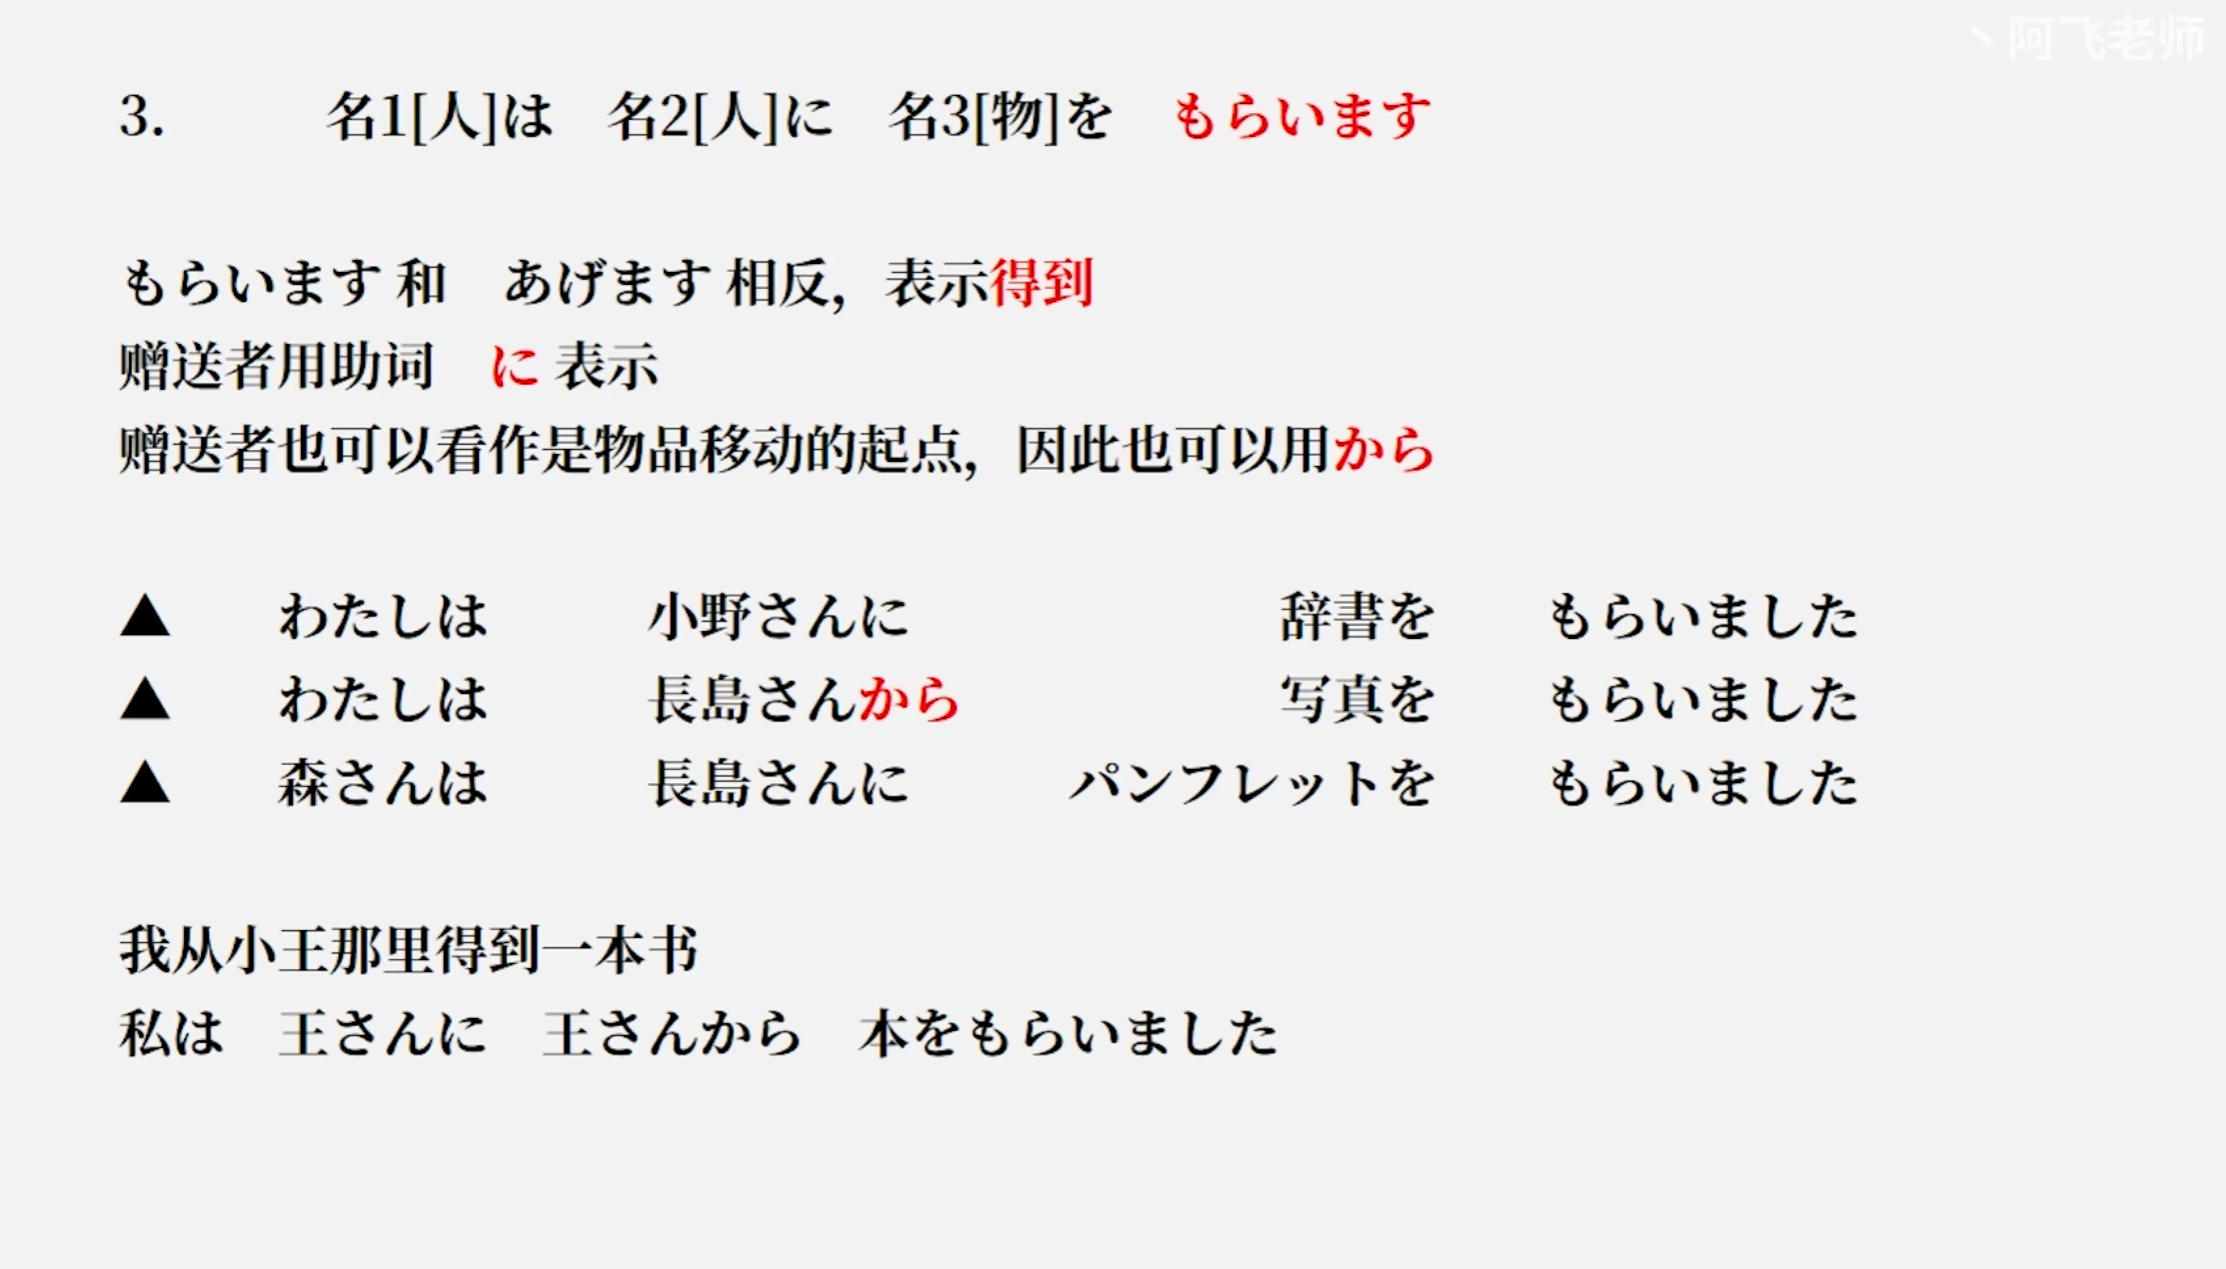 丶阿飞老师
3. 名1[人]は 名2[人]に 名3[物]を もらいます
もらいます 和 あげます 相反，表示得到
赠送者用助词 に 表示
赠送者也可以看作是物品移动的起点，因此也可以用から
▲ わたしは 小野さんに 辞書を もらいました
▲ わたしは 長島さんから 写真を もらいました
▲ 森さんは 長島さんに パンフレットを もらいました
我从小王那里得到一本书
私は 王さんに 王さんから 本をもらいました